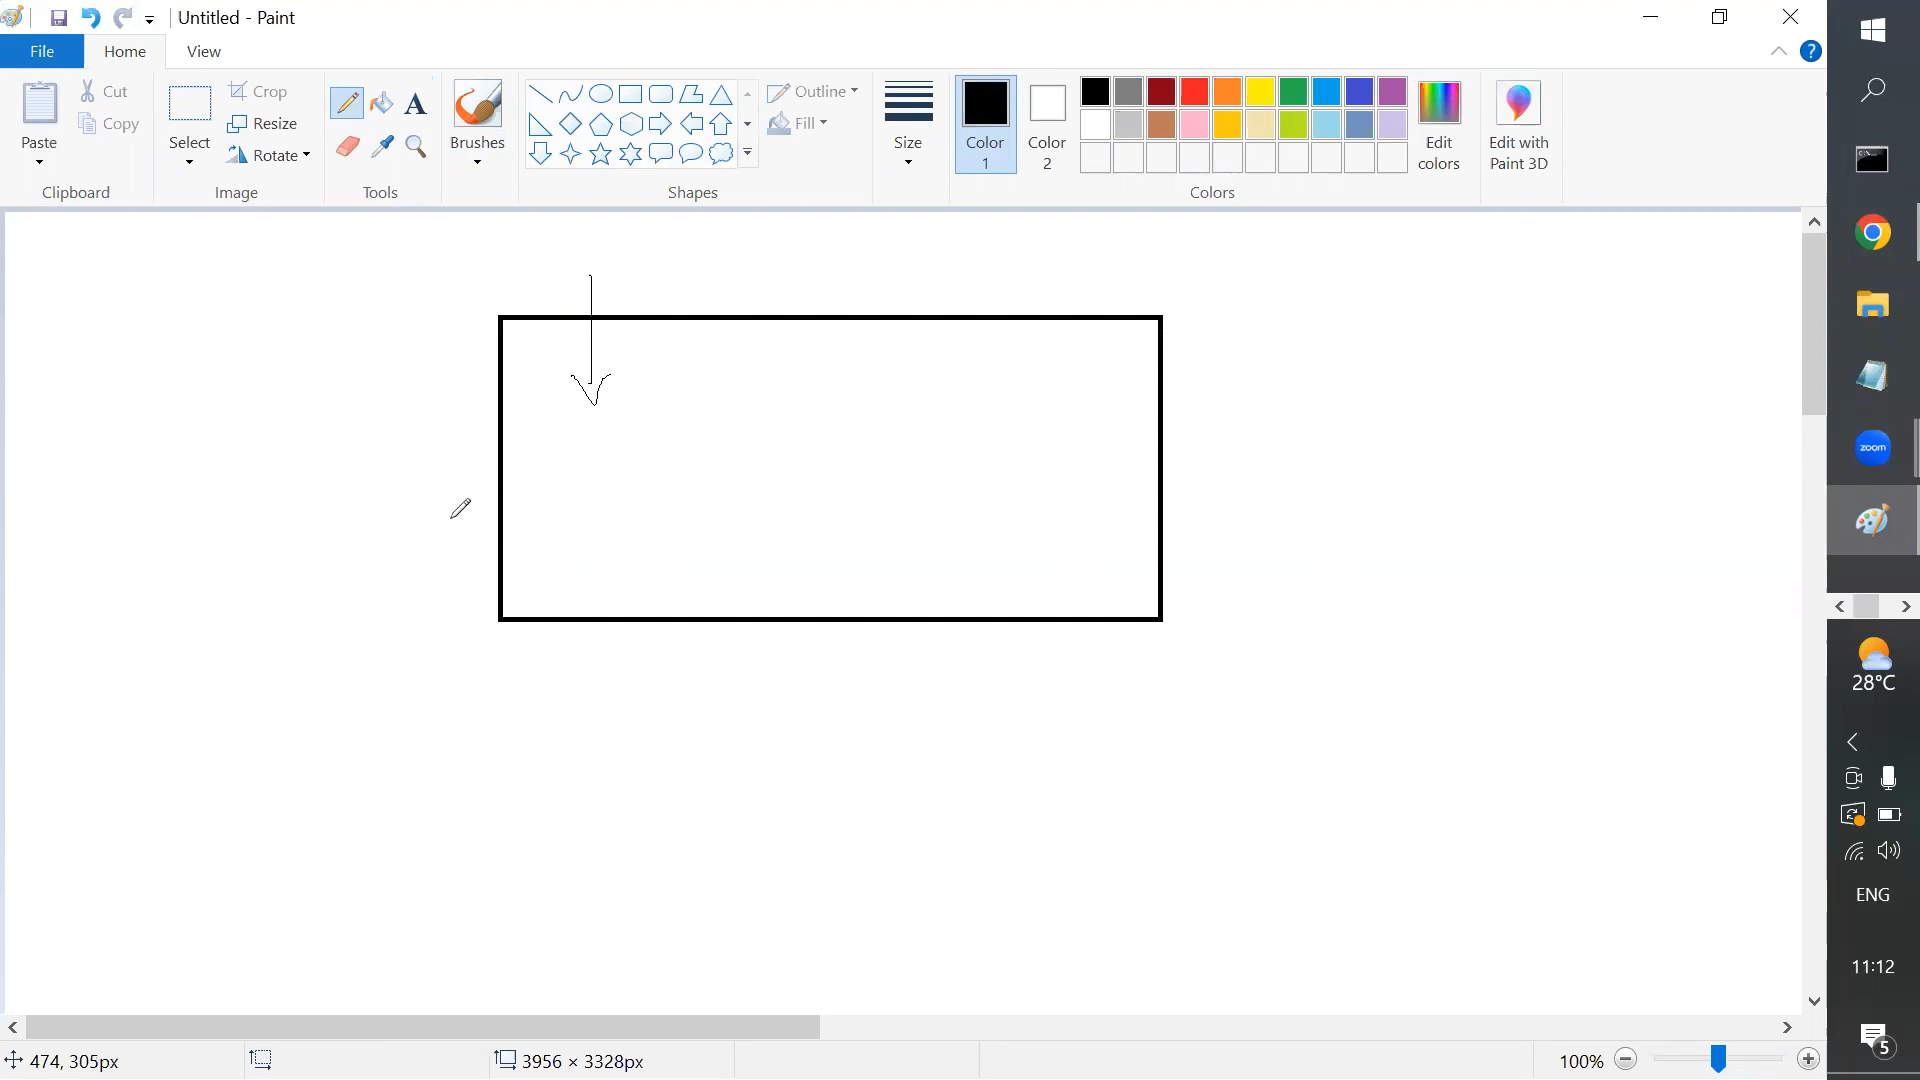 Untitled - Paint
File
Home
View
Paste
Cut
Copy
Clipboard
Select
Crop
Resize
Rotate
Image
Tools
Brushes
Outline
Fill
Shapes
Size
Color 1
Color 2
Edit colors
Colors
Edit with Paint 3D
zoom
28°C
ENG
11:12
5
474, 305px
3956 × 3328px
100%